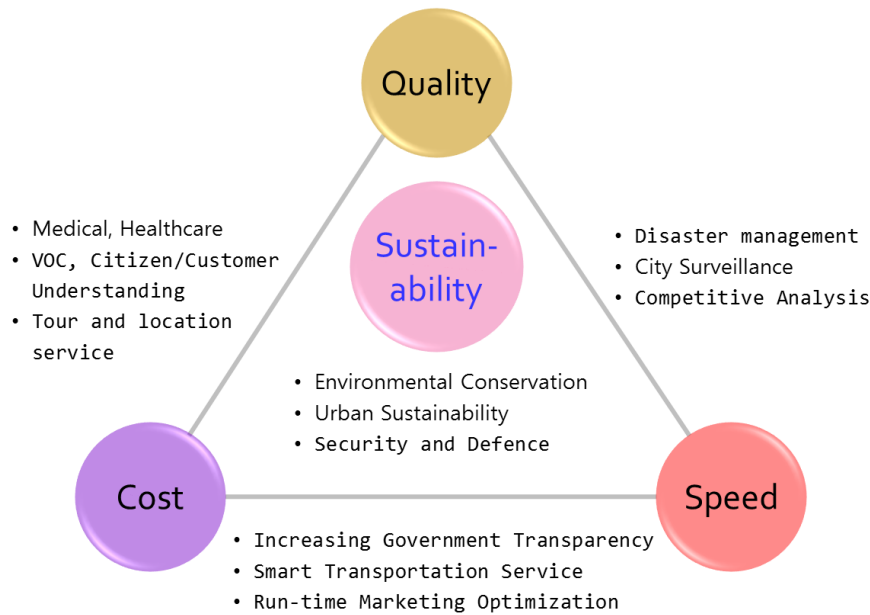 Quality
Sustain-
ability
• Medical, Healthcare
• VOC, Citizen/Customer
Understanding
• Tour and location
service
• Disaster management
• City Surveillance
• Competitive Analysis
• Environmental Conservation
• Urban Sustainability
• Security and Defence
Cost
Speed
• Increasing Government Transparency
• Smart Transportation Service
• Run-time Marketing Optimization